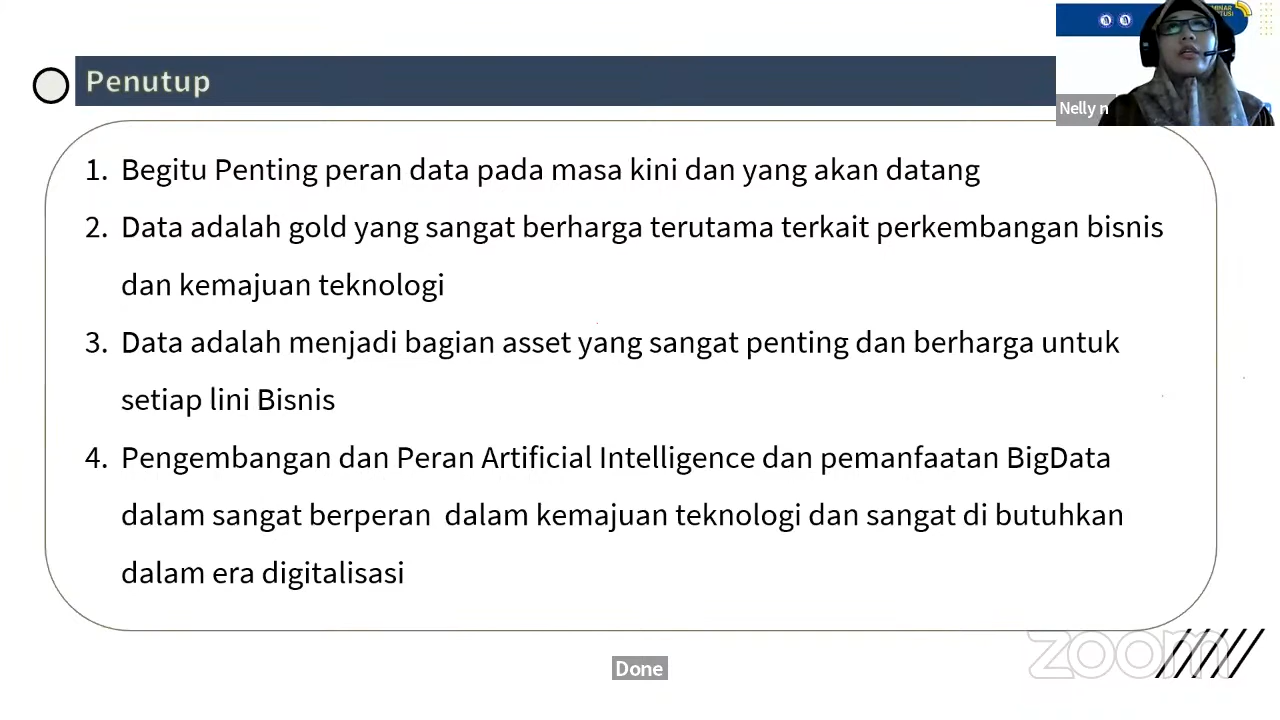 Penutup
Nelly n
1. Begitu Penting peran data pada masa kini dan yang akan datang
2. Data adalah gold yang sangat berharga terutama terkait perkembangan bisnis
dan kemajuan teknologi
3. Data adalah menjadi bagian asset yang sangat penting dan berharga untuk
setiap lini Bisnis
4. Pengembangan dan Peran Artificial Intelligence dan pemanfaatan BigData
dalam sangat berperan  dalam kemajuan teknologi dan sangat di butuhkan
dalam era digitalisasi
zoom
Done